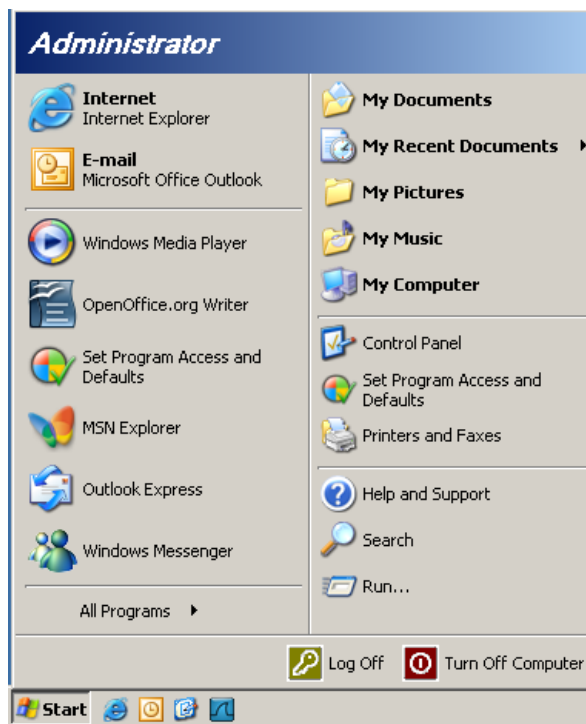 Administrator
Internet
Internet Explorer
E-mail
Microsoft Office Outlook
Windows Media Player
OpenOffice.org Writer
Set Program Access and
Defaults
MSN Explorer
Outlook Express
Windows Messenger
All Programs
My Documents
My Recent Documents
My Pictures
My Music
My Computer
Control Panel
Set Program Access and
Defaults
Printers and Faxes
Help and Support
Search
Run...
Log Off
Turn Off Computer
Start